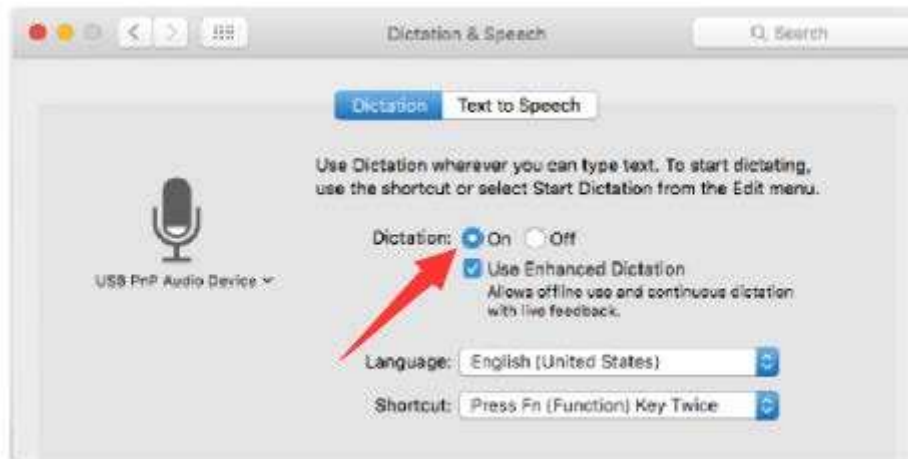 Dictation & Speech
Search
Dictation
Text to Speech
Use Dictation wherever you can type text. To start dictating,
use the shortcut or select Start Dictation from the Edit menu.
Dictation: On Off
USB PnP Audio Device
Use Enhanced Dictation
Allows offline use and continuous dictation
with live feedback.
Language: English (United States)
Shortcut: Press Fn (Function) Key Twice